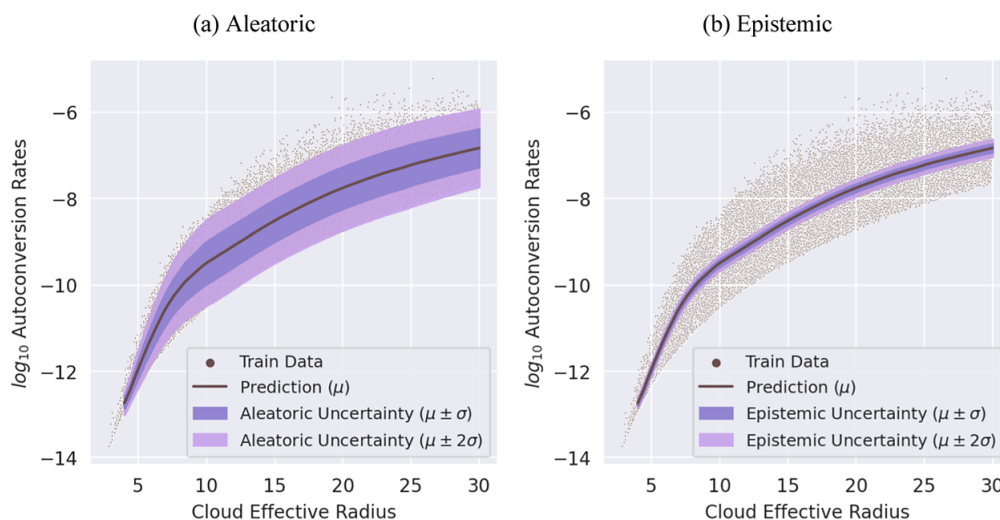 (a) Aleatoric
−6
−8
−10
−12
−14
log10 Autoconversion Rates
Train Data
Prediction (μ)
Aleatoric Uncertainty (μ ± σ)
Aleatoric Uncertainty (μ ± 2σ)
5 10 15 20 25 30
Cloud Effective Radius
(b) Epistemic
−6
−8
−10
−12
−14
log10 Autoconversion Rates
Train Data
Prediction (μ)
Epistemic Uncertainty (μ ± σ)
Epistemic Uncertainty (μ ± 2σ)
5 10 15 20 25 30
Cloud Effective Radius